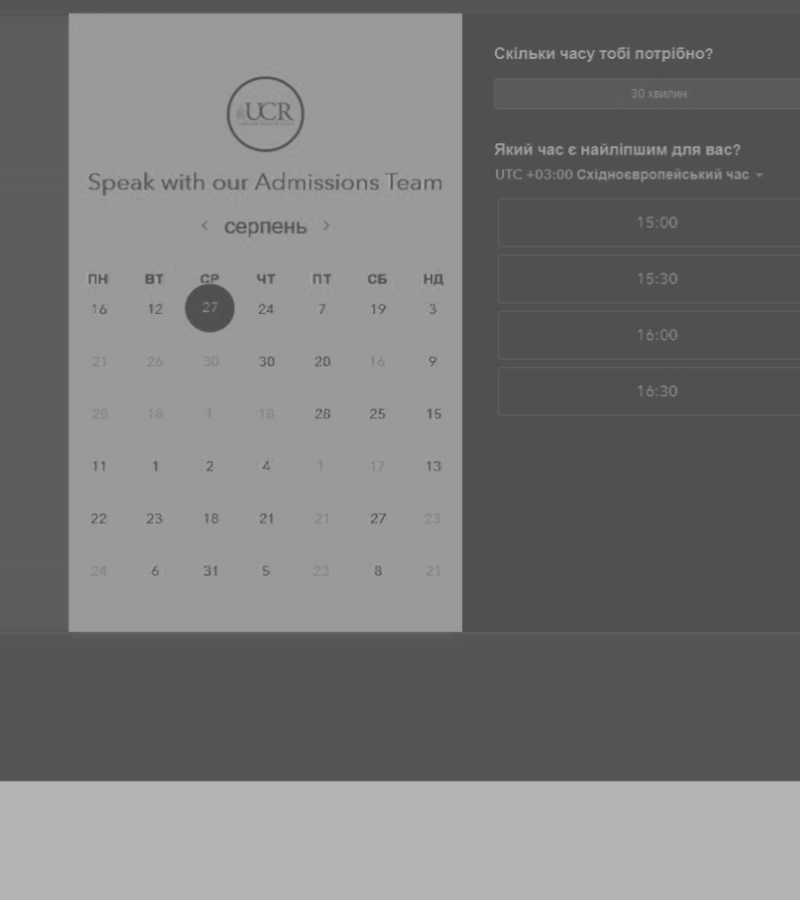 UCR
Speak with our Admissions Team
< серпень >
ПН ВТ СР ЧТ ПТ СБ НД
16 12 27 24 7 19 3
21 26 30 30 20 16 9
28 18 1 18 28 25 15
11 1 2 4 1 17 13
22 23 18 21 21 27 23
24 6 31 5 23 8 21
Скільки часу тобі потрібно?
30 хвилин
Який час є найліпшим для вас?
UTC +03:00 Східноєвропейський час
15:00
15:30
16:00
16:30